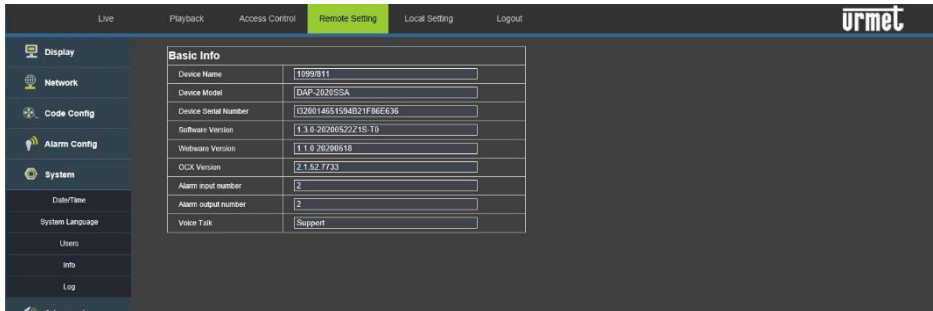 Live Playback Access Control Remote Setting Local Setting Logout urmet
Display
Network
Code Config
Alarm Config
System
Date/Time
System Language
Users
Info
Log
Basic Info
Device Name 1099/811
Device Model DAP-2020SSA
Device Serial Number I320014651594B21F86E636
Software Version 1.3.0-20200522Z1S-T0
Webware Version 1.1.0 20200618
OCX Version 2.1.52.7733
Alarm input number 2
Alarm output number 2
Voice Talk Support